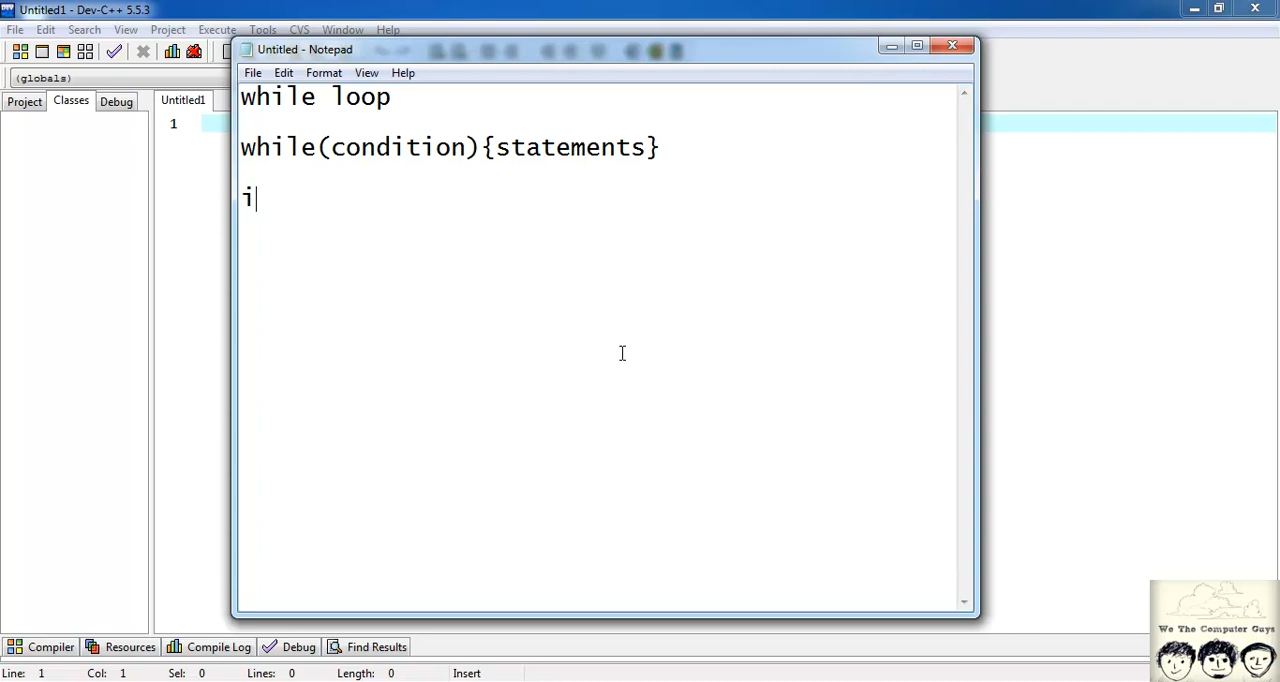 Untitled1 - Dev-C++ 5.5.3
File Edit Search View Project Execute Tools CVS Window Help
(globals)
Project Classes Debug Untitled1
1
Untitled - Notepad
File Edit Format View Help
while loop
while(condition){statements}
i
We The Computer Guys
Compiler Resources Compile Log Debug Find Results
Line: 1 Col: 1 Sel: 0 Lines: 0 Length: 0 Insert